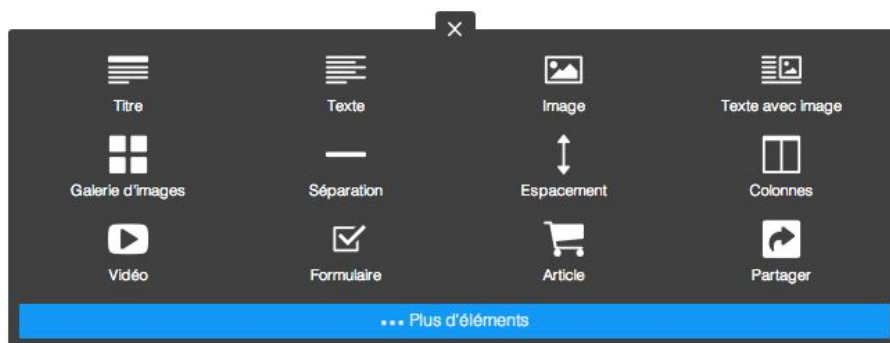 Titre
Texte
Image
Texte avec image
Galerie d'images
Séparation
Espacement
Colonnes
Vidéo
Formulaire
Article
Partager
... Plus d'éléments